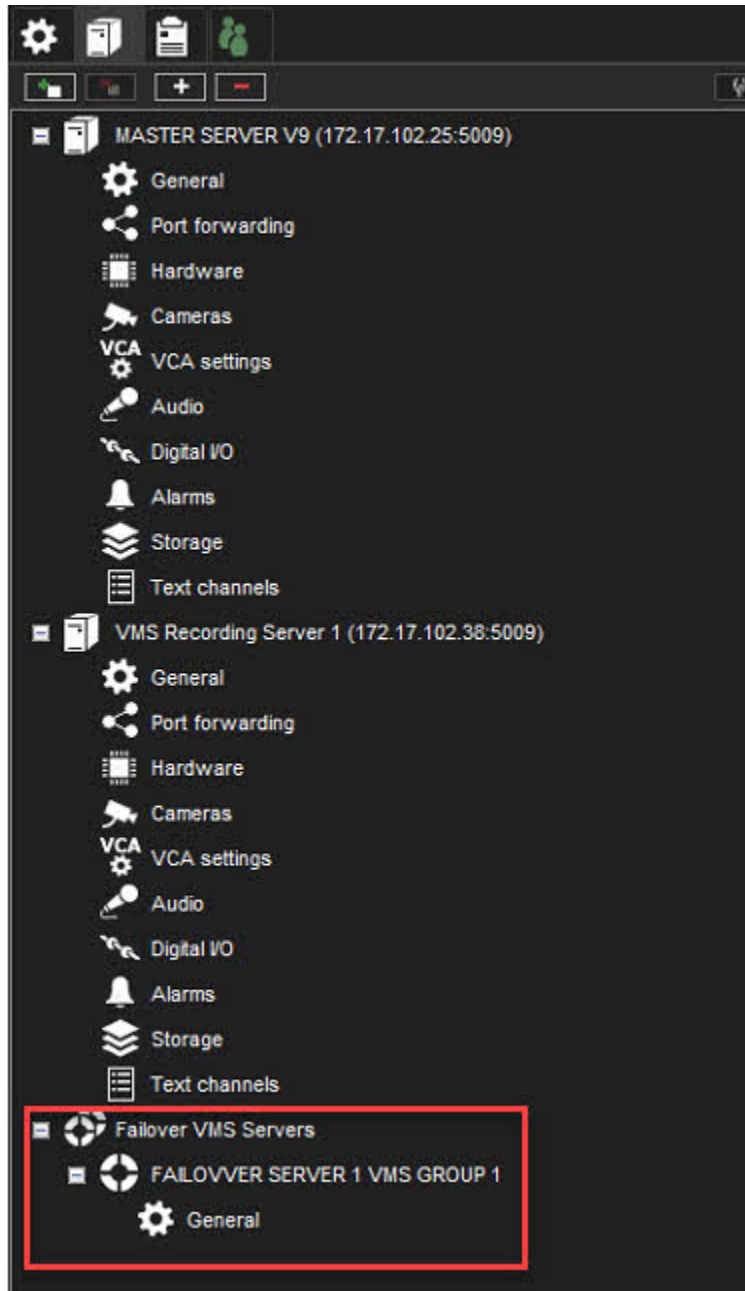 MASTER SERVER V9 (172.17.102.25:5009)
General
Port forwarding
Hardware
Cameras
VCA
VCA settings
Audio
Digital I/O
Alarms
Storage
Text channels
VMS Recording Server 1 (172.17.102.38:5009)
General
Port forwarding
Hardware
Cameras
VCA
VCA settings
Audio
Digital I/O
Alarms
Storage
Text channels
Failover VMS Servers
FAILOVVER SERVER 1 VMS GROUP 1
General